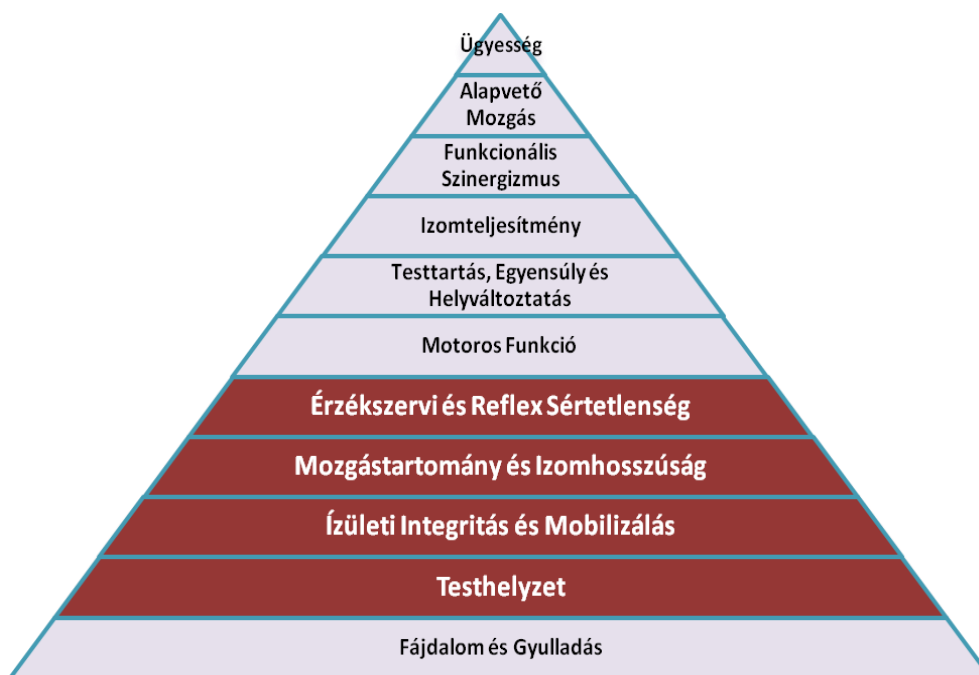 Ügyesség
Alapvető
Mozgás
Funkcionális
Szinergizmus
Izomteljesítmény
Testtartás, Egyensúly és
Helyváltoztatás
Motoros Funkció
Érzékszervi és Reflex Sértetlenség
Mozgástartomány és Izomhosszúság
Ízületi Integritás és Mobilizálás
Testhelyzet
Fájdalom és Gyulladás